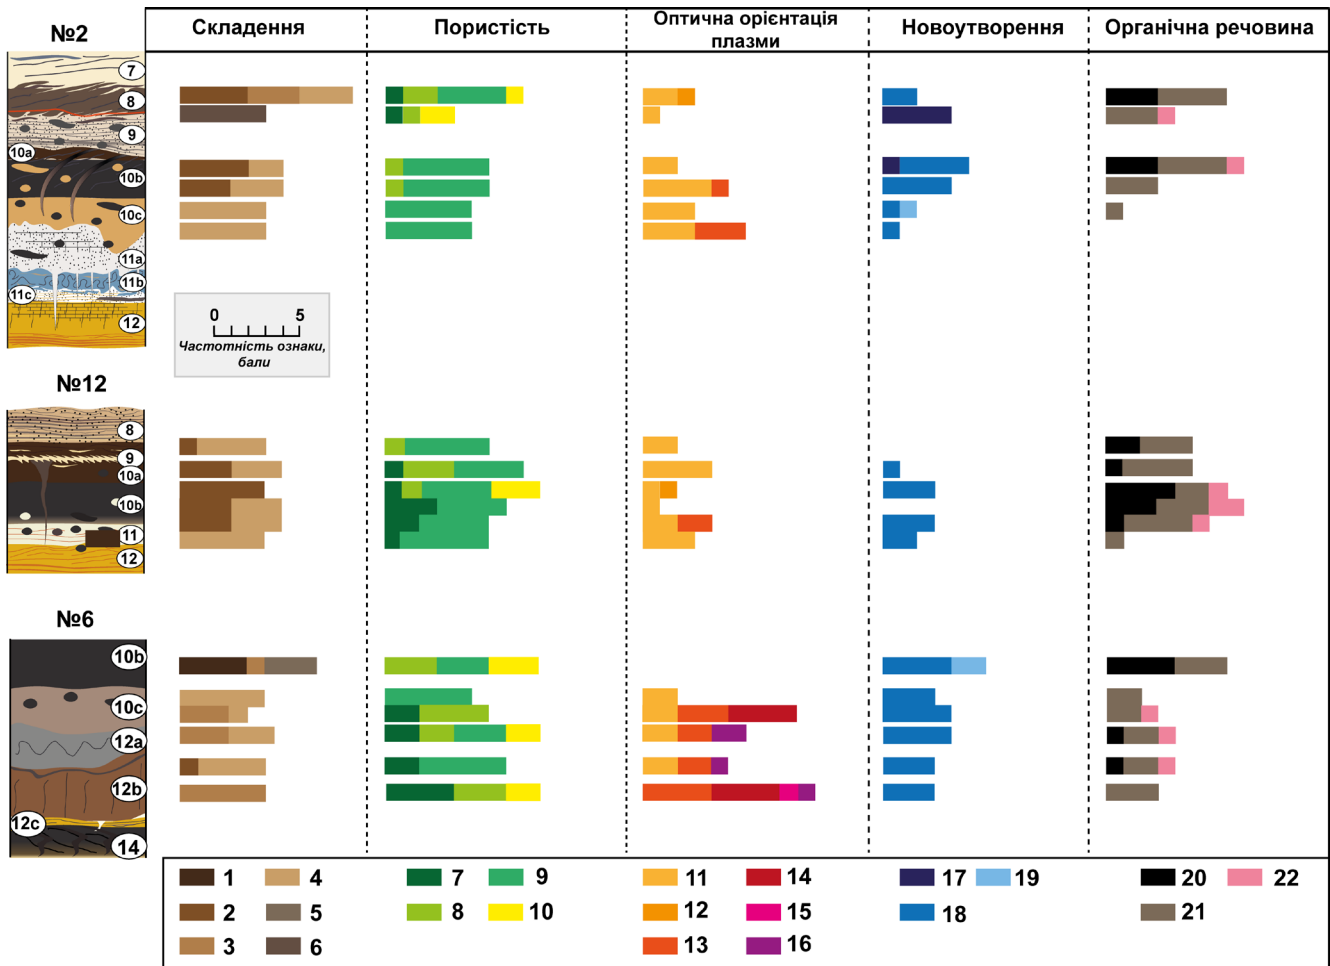 №2
Складення
Пористість
Оптична орієнтація
плазми
Новоутворення
Органічна речовина
7
8
9
10a
10b
10c
11a
11b
11c
12
0 5
Частотність ознаки,
бали
№12
8
9
10a
10b
11
12
№6
10b
10c
12a
12b
12c
14
1 4 7 9 11 14 17 19 20 22
2 5 8 10 12 15 18 21
3 6 13 16